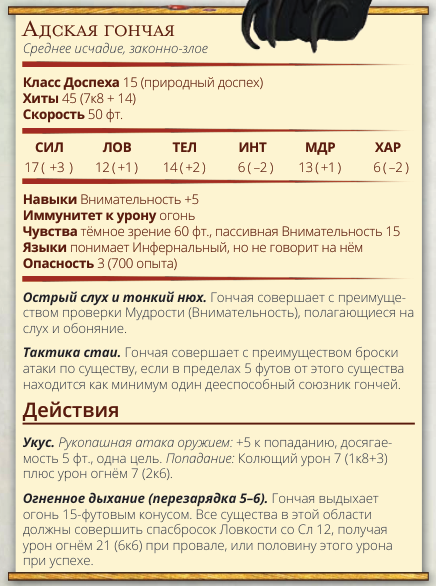 Адская гончая
Среднее исчадие, законно-злое
Класс Доспеха 15 (природный доспех)
Хиты 45 (7к8 + 14)
Скорость 50 фт.
СИЛ ЛОВ ТЕЛ ИНТ МДР ХАР
17 ( +3 ) 12 (+1 ) 14 (+2 ) 6 ( –2 ) 13 (+1 ) 6 ( –2 )
Навыки Внимательность +5
Иммунитет к урону огонь
Чувства тёмное зрение 60 фт., пассивная Внимательность 15
Языки понимает Инфернальный, но не говорит на нём
Опасность 3 (700 опыта)
Острый слух и тонкий нюх. Гончая совершает с преимуще-
ством проверки Мудрости (Внимательность), полагающиеся на
слух и обоняние.
Тактика стаи. Гончая совершает с преимуществом броски
атаки по существу, если в пределах 5 футов от этого существа
находится как минимум один дееспособный союзник гончей.
Действия
Укус. Рукопашная атака оружием: +5 к попаданию, досягае-
мость 5 фт., одна цель. Попадание: Колющий урон 7 (1к8+3)
плюс урон огнём 7 (2к6).
Огненное дыхание (перезарядка 5–6). Гончая выдыхает
огонь 15-футовым конусом. Все существа в этой области
должны совершить спасбросок Ловкости со Сл 12, получая
урон огнём 21 (6к6) при провале, или половину этого урона
при успехе.